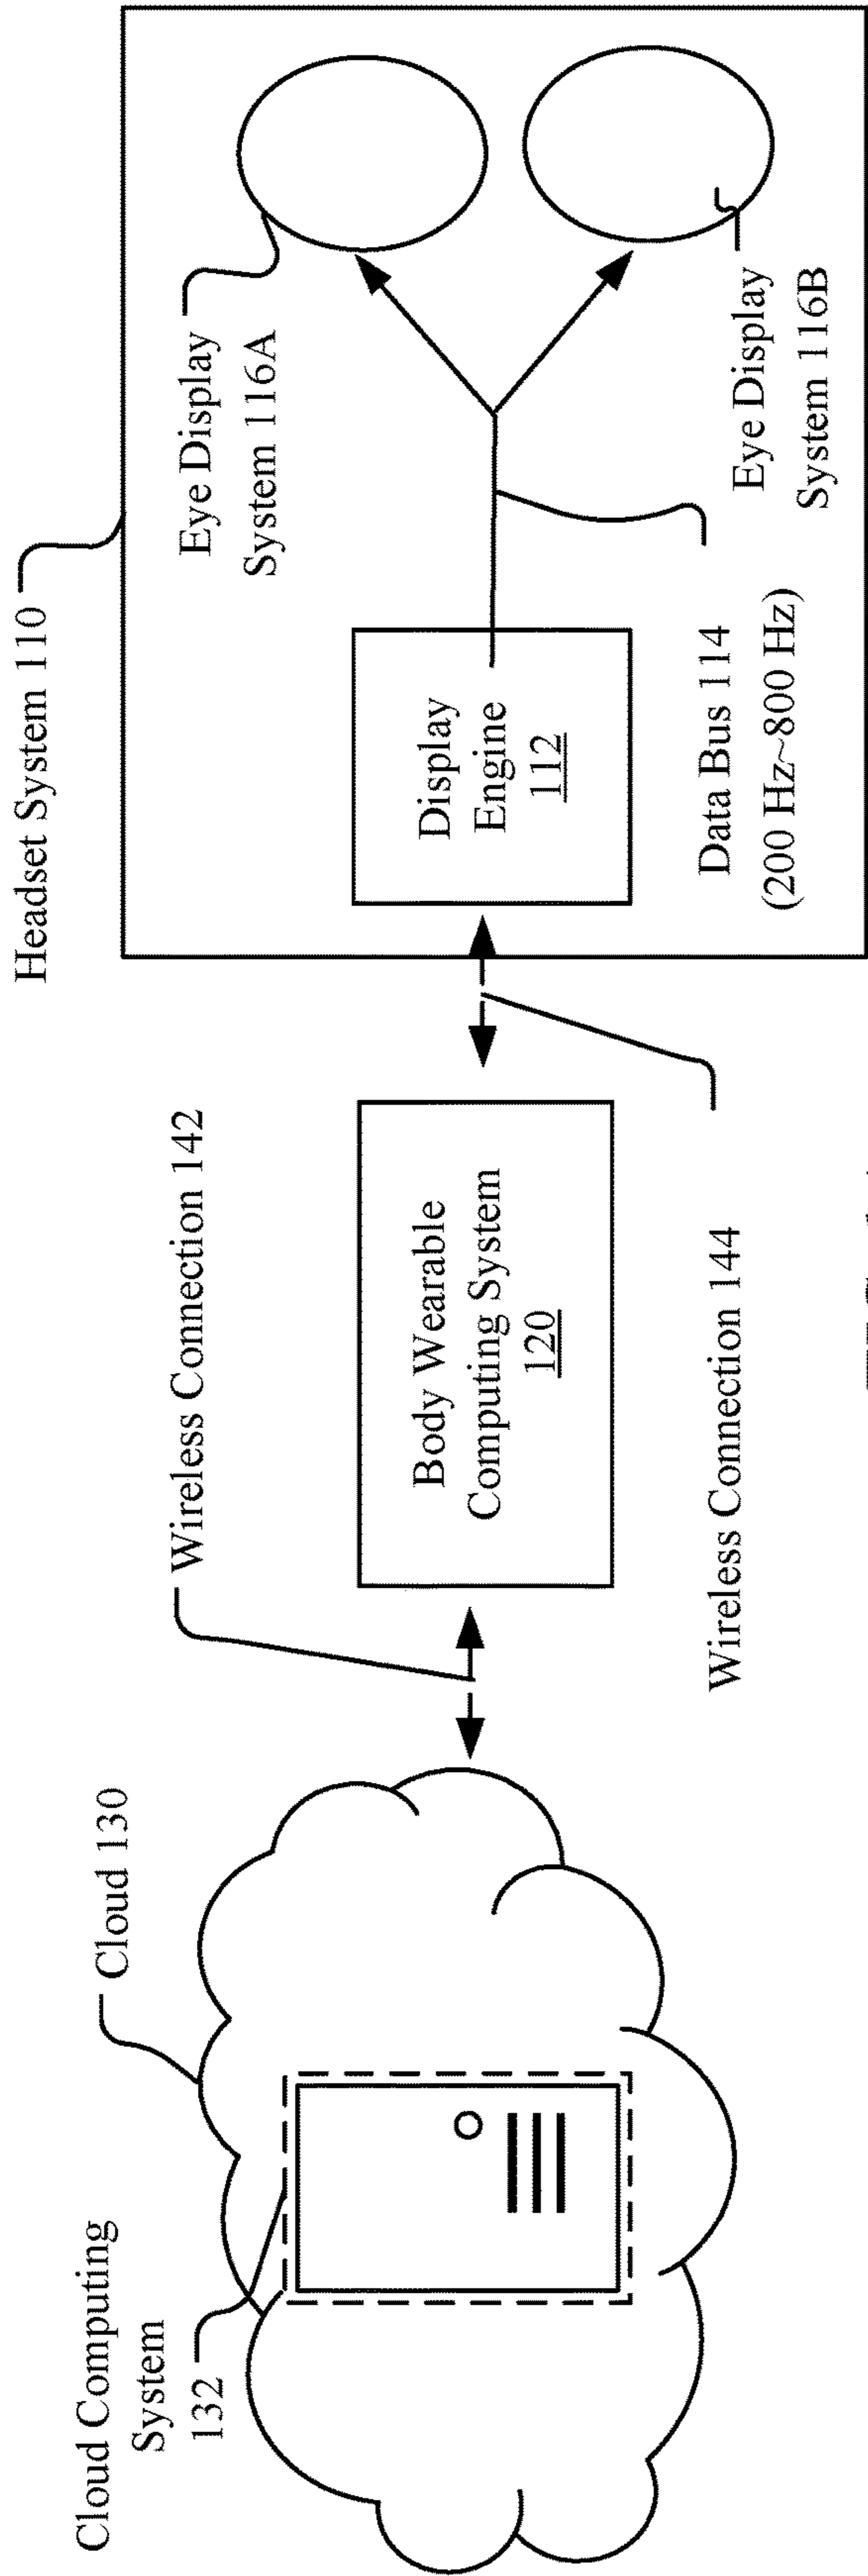 Cloud Computing
System
132
Cloud 130
Wireless Connection 142
Headset System 110
Body Wearable
Computing System
120
Wireless Connection 144
Display
Engine
112
Eye Display
System 116A
Data Bus 114
(200 Hz~800 Hz)
Eye Display
System 116B